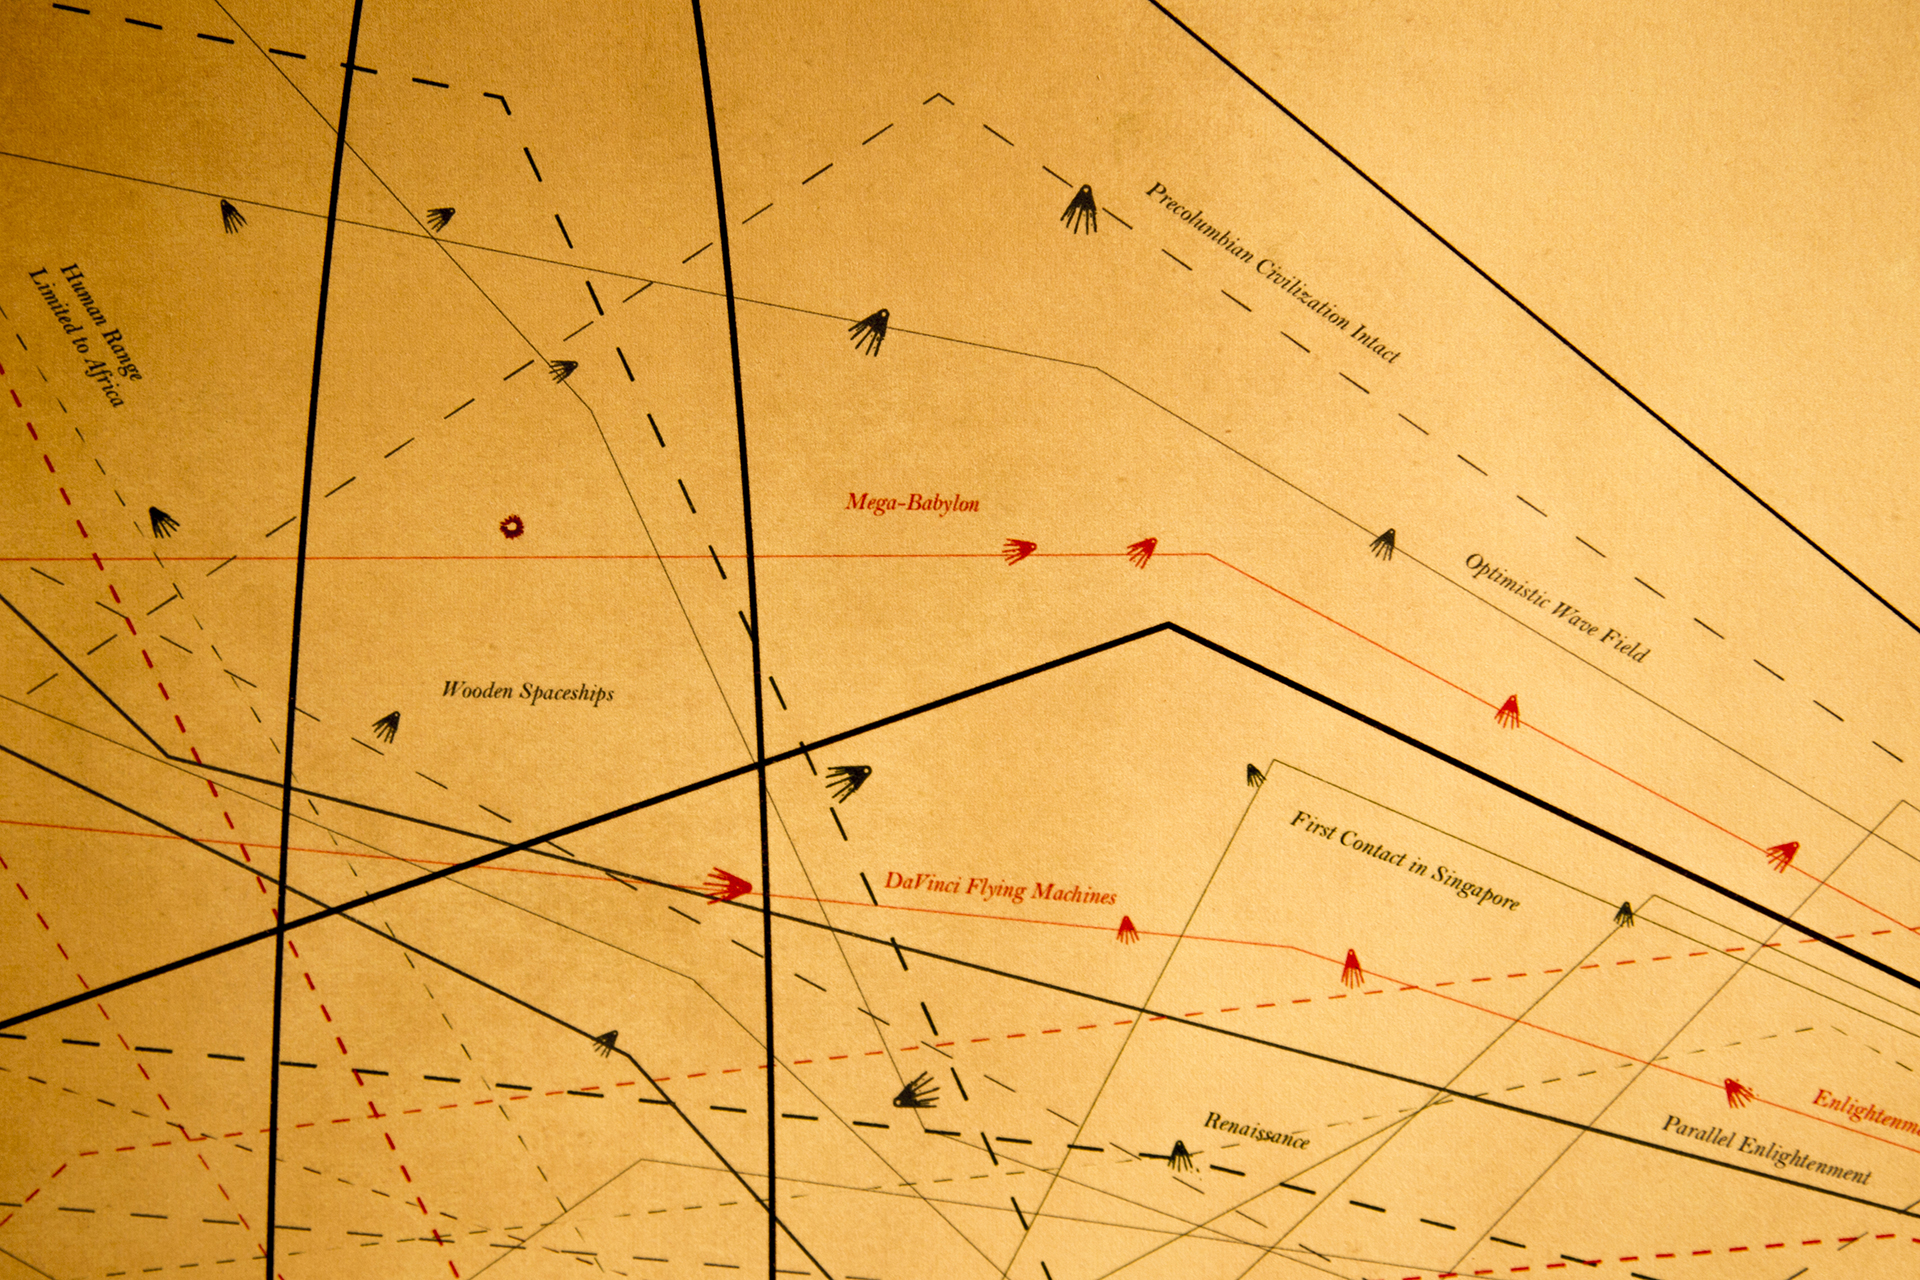 Precolumbian Civilization Intact
Human Range
Limited to Africa
Mega-Babylon
Optimistic Wave Field
Wooden Spaceships
First Contact in Singapore
DaVinci Flying Machines
Enlightenm
Renaissance
Parallel Enlightenment